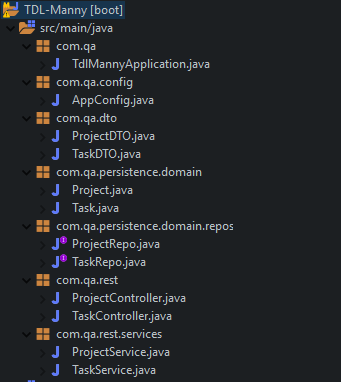 TDL-Manny [boot]
src/main/java
com.qa
TdlMannyApplication.java
com.qa.config
AppConfig.java
com.qa.dto
ProjectDTO.java
TaskDTO.java
com.qa.persistence.domain
Project.java
Task.java
com.qa.persistence.domain.repos
ProjectRepo.java
TaskRepo.java
com.qa.rest
ProjectController.java
TaskController.java
com.qa.rest.services
ProjectService.java
TaskService.java